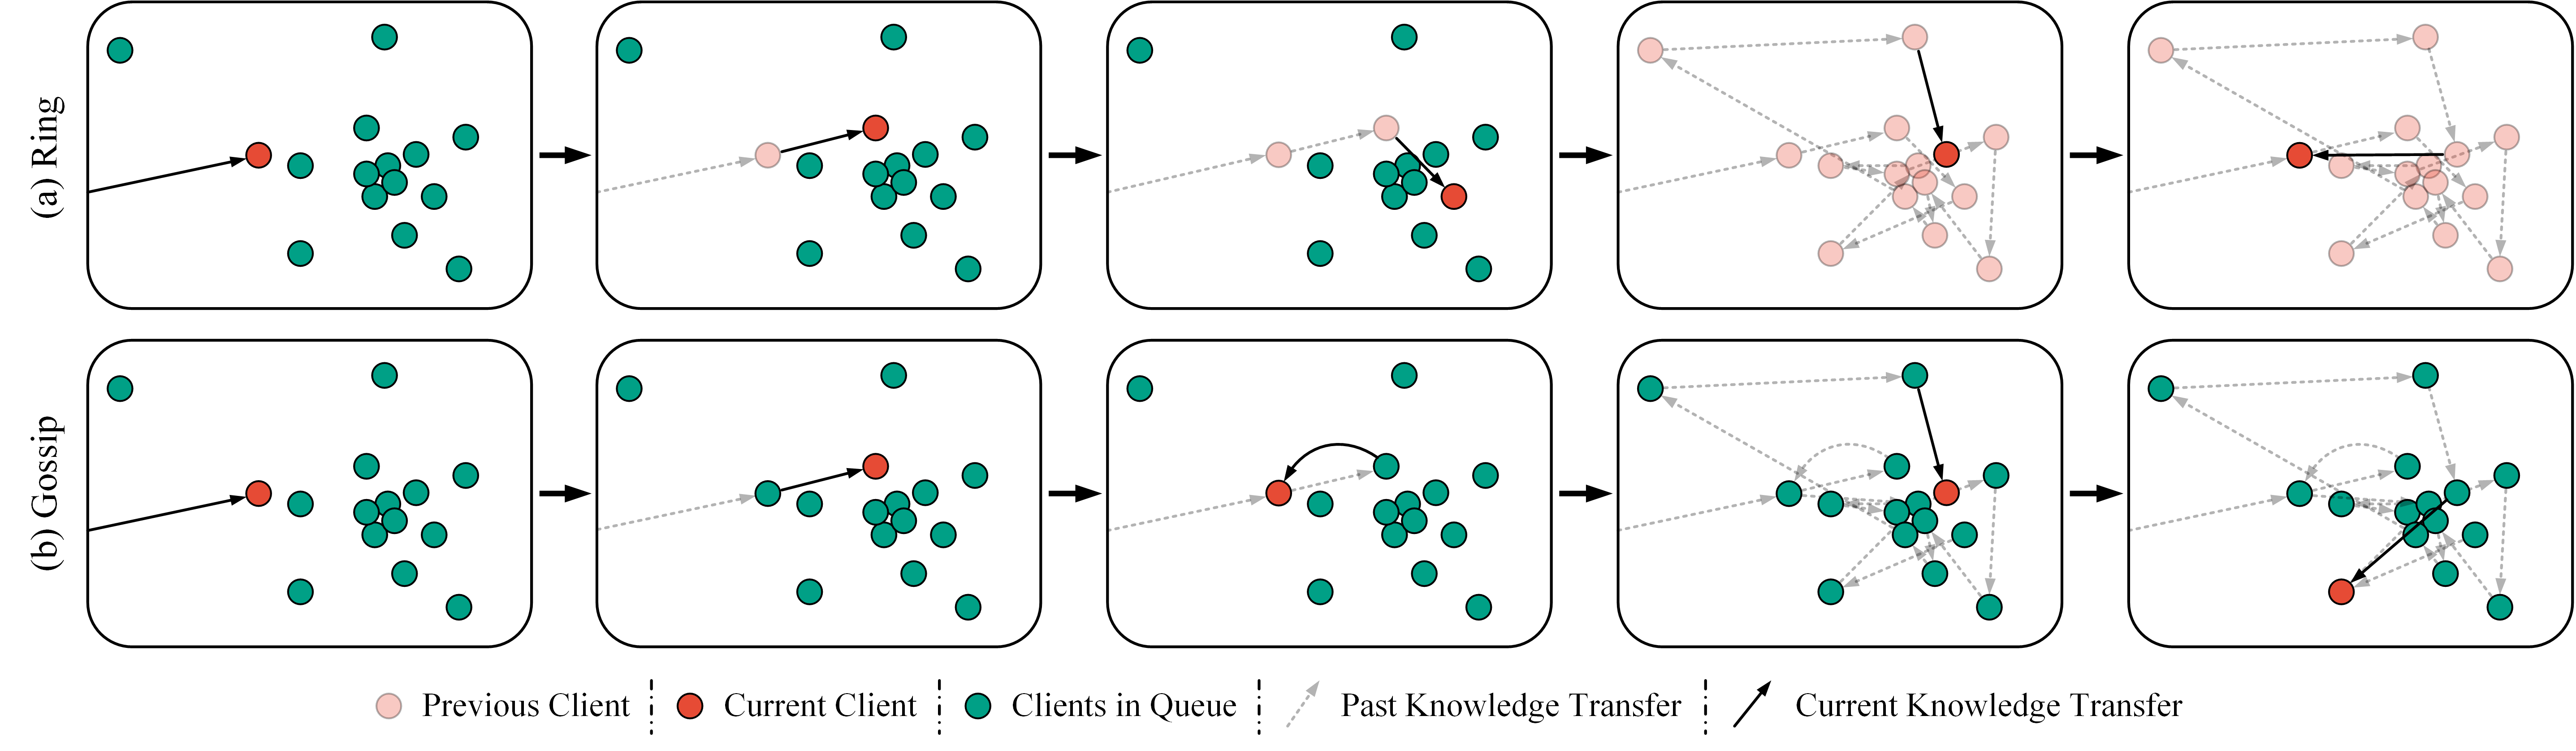 (a) Ring
(b) Gossip
Previous Client
Current Client
Clients in Queue
Past Knowledge Transfer
Current Knowledge Transfer